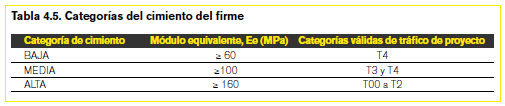 Tabla 4.5. Categorías del cimiento del firme
Categoría de cimiento Módulo equivalente, Ee (MPa) Categorías válidas de tráfico de proyecto
BAJA ≥ 60 T4
MEDIA ≥100 T3 y T4
ALTA ≥ 160 T00 a T2